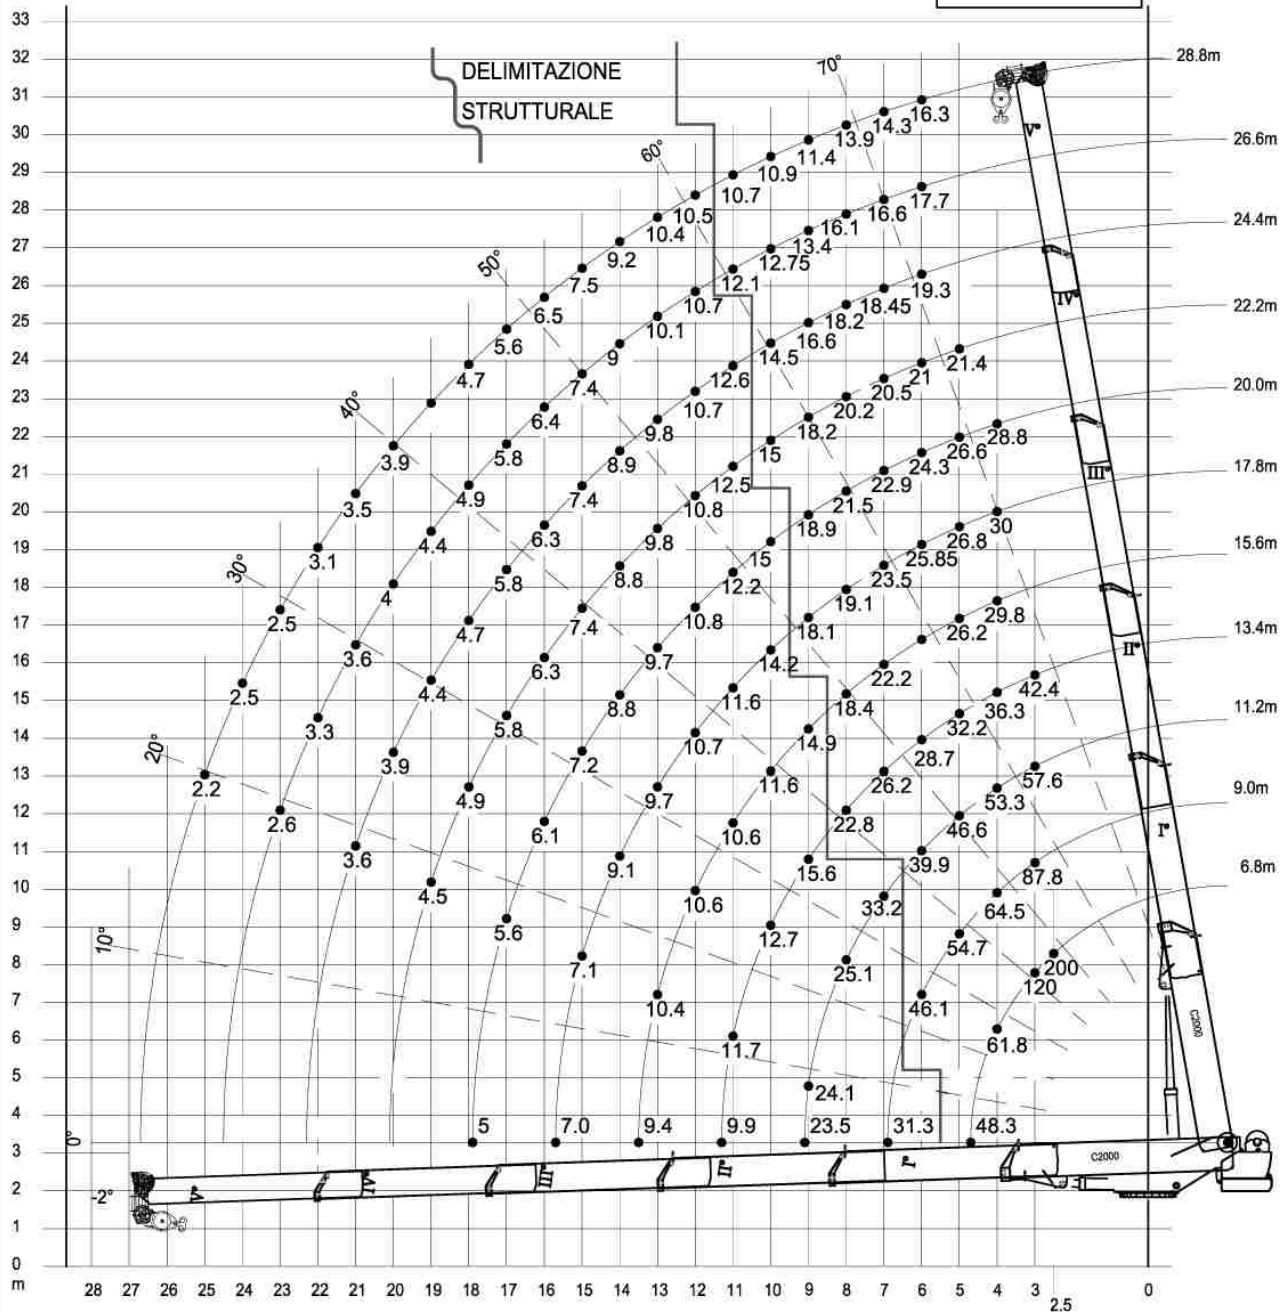 33
32
31
30
29
28
27
26
25
24
23
22
21
20
19
18
17
16
15
14
13
12
11
10
9
8
7
6
5
4
3
2
1
0
m
DELIMITAZIONE
STRUTTURALE
70°
60°
50°
40°
30°
20°
10°
0°
-2°
28.8m
26.6m
24.4m
22.2m
20.0m
17.8m
15.6m
13.4m
11.2m
9.0m
6.8m
2.2 2.5 2.5 3.1 3.5 3.9 4.7 5.6 6.5 7.5 9.2 10.4 10.5 10.7 10.9 11.4 13.9 14.3 16.3
2.6 3.3 3.6 4 4.4 4.9 5.8 6.4 7.4 9 10.1 10.7 12.1 12.75 13.4 16.1 16.6 17.7
3.6 3.9 4.4 4.7 5.8 6.3 7.4 8.9 9.8 10.7 12.6 14.5 16.6 18.2 18.45 19.3
4.5 4.9 5.8 6.3 7.4 8.8 9.8 10.8 12.5 15 18.2 20.2 20.5 21 21.4
5 5.6 6.1 7.2 8.8 9.7 10.8 12.2 15 18.9 21.5 22.9 24.3 26.6 28.8
7.0 7.1 9.1 9.7 10.7 11.6 14.2 18.1 19.1 23.5 25.85 26.8 30
9.4 10.4 10.6 10.6 11.6 14.9 18.4 22.2 26.2 29.8
9.9 11.7 12.7 15.6 22.8 26.2 28.7 32.2 36.3 42.4
23.5 24.1 25.1 33.2 39.9 46.6 53.3 57.6
31.3 46.1 54.7 64.5 87.8
48.3 61.8 120 200
V°
IV°
III°
II°
I°
C2000
V°
IV°
III°
II°
I°
C2000
28 27 26 25 24 23 22 21 20 19 18 17 16 15 14 13 12 11 10 9 8 7 6 5 4 3 0
2.5